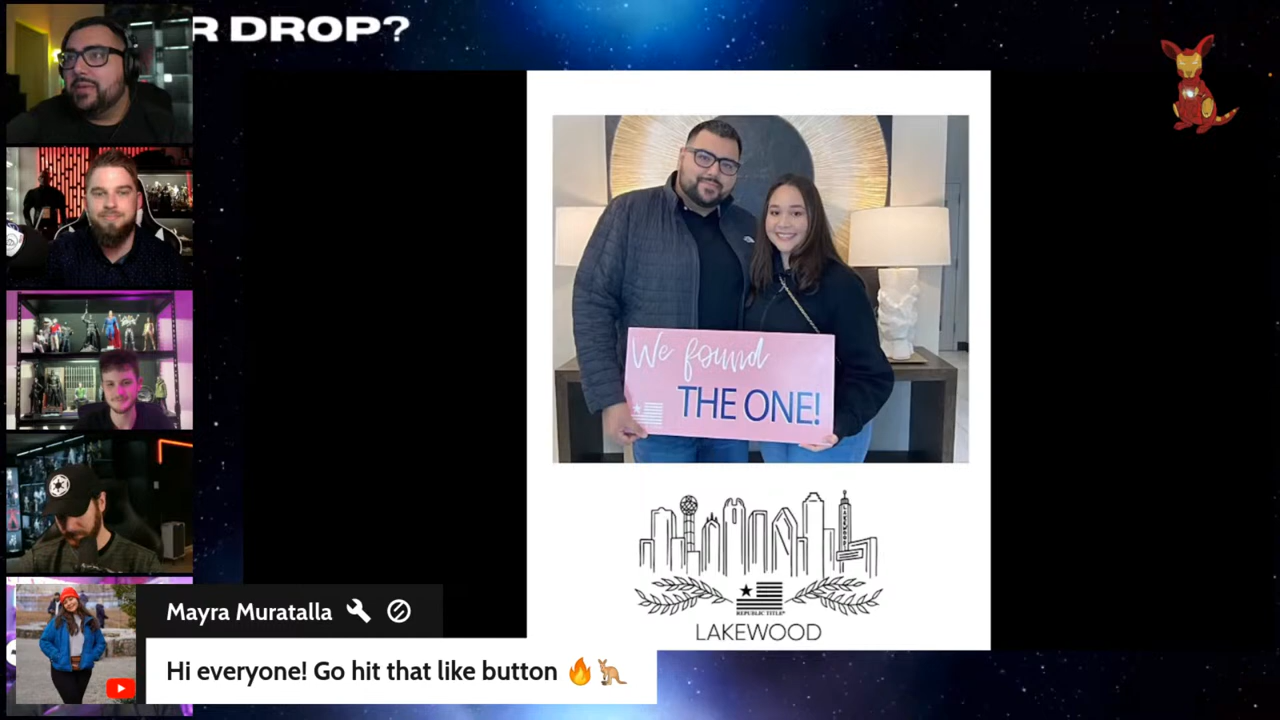 R DROP?
We found
THE ONE!
REPUBLIC TITLE
LAKEWOOD
Mayra Muratalla
Hi everyone! Go hit that like button 🔥🦘